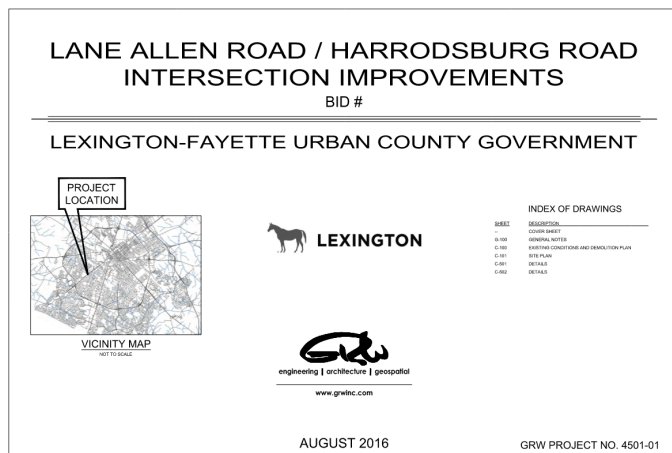 LANE ALLEN ROAD / HARRODSBURG ROAD
INTERSECTION IMPROVEMENTS
BID #
LEXINGTON-FAYETTE URBAN COUNTY GOVERNMENT
PROJECT
LOCATION
VICINITY MAP
NOT TO SCALE
LEXINGTON
INDEX OF DRAWINGS
SHEET DESCRIPTION
-- COVER SHEET
G-100 GENERAL NOTES
C-100 EXISTING CONDITIONS AND DEMOLITION PLAN
C-101 SITE PLAN
C-501 DETAILS
C-502 DETAILS
GRW
engineering | architecture | geospatial
www.grwinc.com
AUGUST 2016
GRW PROJECT NO. 4501-01